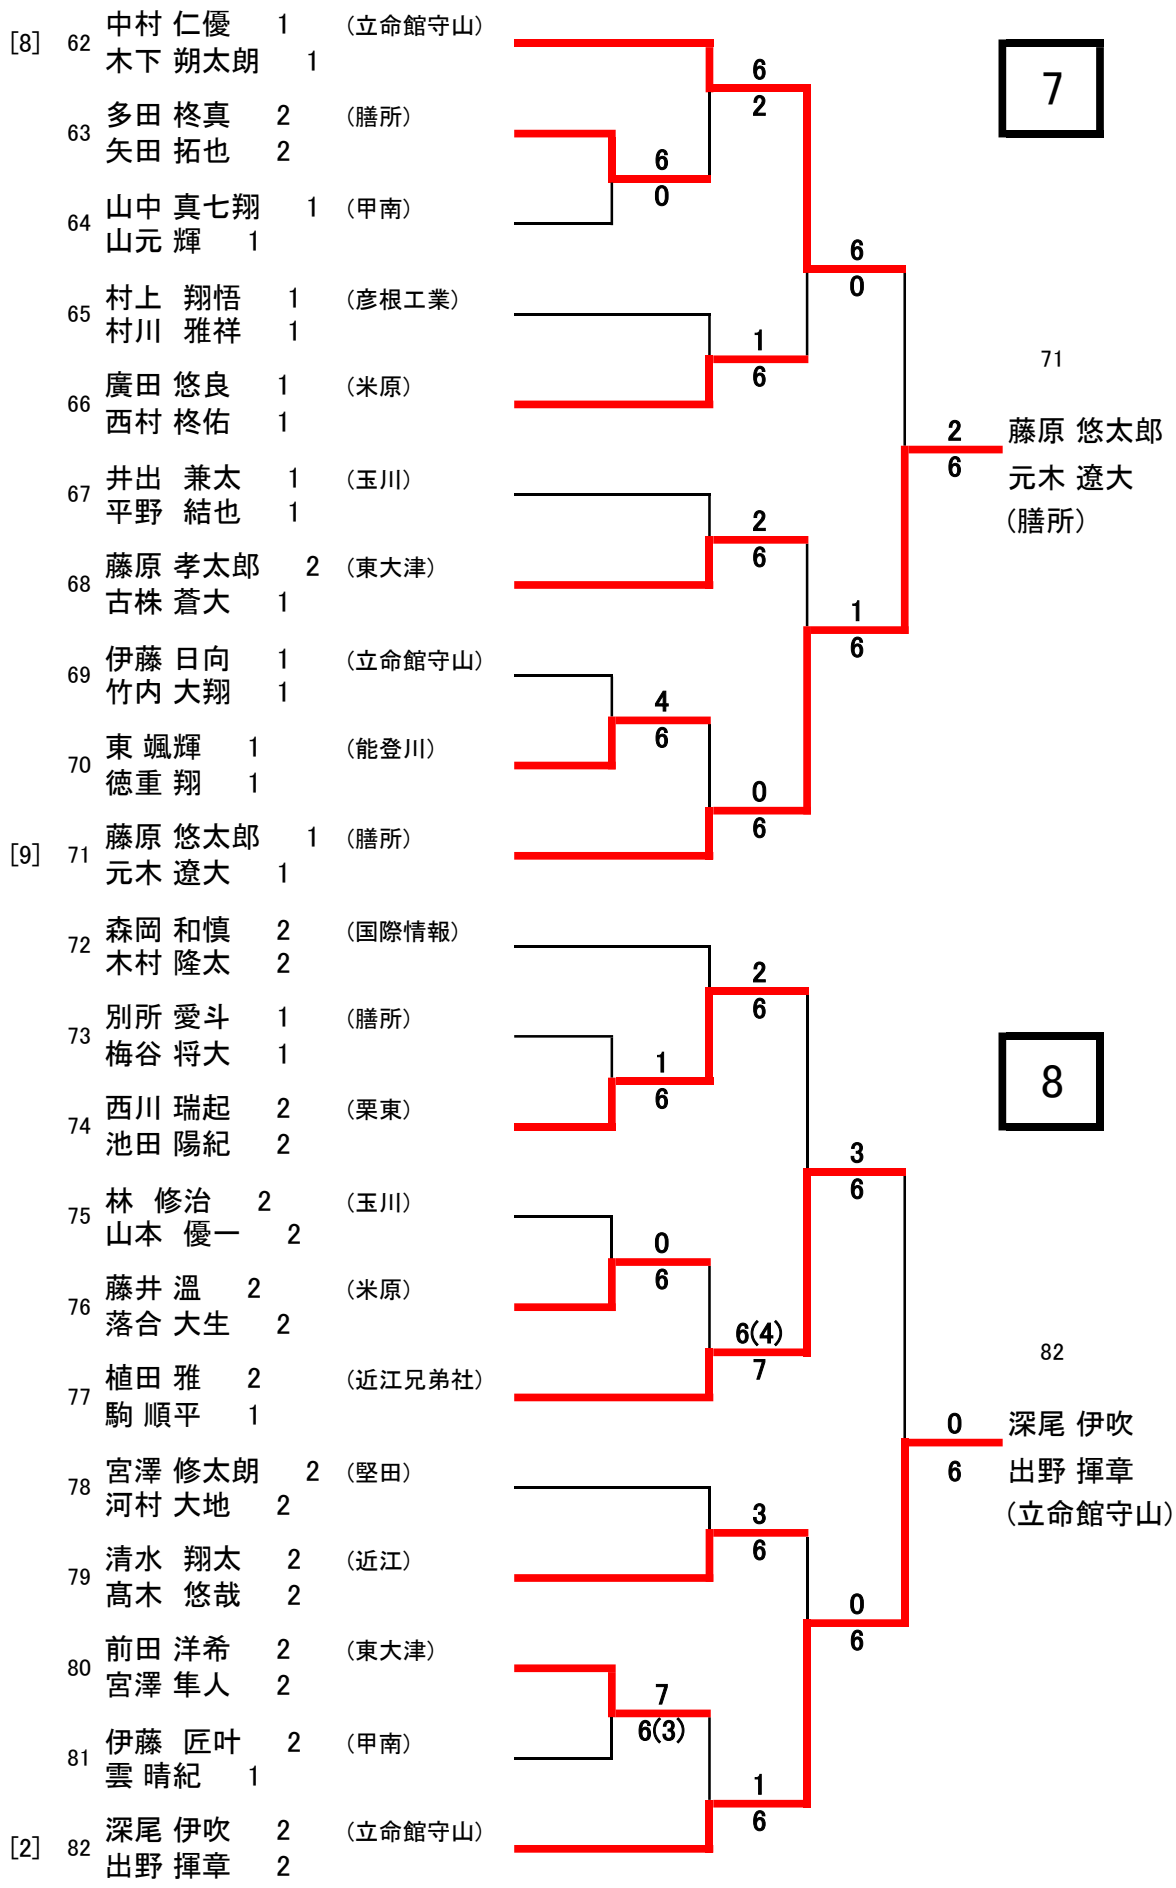 [8] 62 中村 仁優 1 (立命館守山)
木下 朔太朗 1
6
2
7
63 多田 柊真 2 (膳所)
矢田 拓也 2
6
0
64 山中 真七翔 1 (甲南)
山元 輝 1
6
0
65 村上 翔悟 1 (彦根工業)
村川 雅祥 1
1
6
66 廣田 悠良 1 (米原)
西村 柊佑 1
71
2
6
藤原 悠太郎
元木 遼大
(膳所)
67 井出 兼太 1 (玉川)
平野 結也 1
2
6
68 藤原 孝太郎 2 (東大津)
古株 蒼大 1
1
6
69 伊藤 日向 1 (立命館守山)
竹内 大翔 1
4
6
70 東 颯輝 1 (能登川)
徳重 翔 1
0
6
[9] 71 藤原 悠太郎 1 (膳所)
元木 遼大 1
72 森岡 和慎 2 (国際情報)
木村 隆太 2
2
6
73 別所 愛斗 1 (膳所)
梅谷 将大 1
1
6
8
74 西川 瑞起 2 (栗東)
池田 陽紀 2
3
6
75 林 修治 2 (玉川)
山本 優一 2
0
6
76 藤井 温 2 (米原)
落合 大生 2
6(4)
7
77 植田 雅 2 (近江兄弟社)
駒 順平 1
82
0
6
深尾 伊吹
出野 揮章
(立命館守山)
78 宮澤 修太朗 2 (堅田)
河村 大地 2
3
6
79 清水 翔太 2 (近江)
髙木 悠哉 2
0
6
80 前田 洋希 2 (東大津)
宮澤 隼人 2
7
6(3)
81 伊藤 匠叶 2 (甲南)
雲 晴紀 1
1
6
[2] 82 深尾 伊吹 2 (立命館守山)
出野 揮章 2